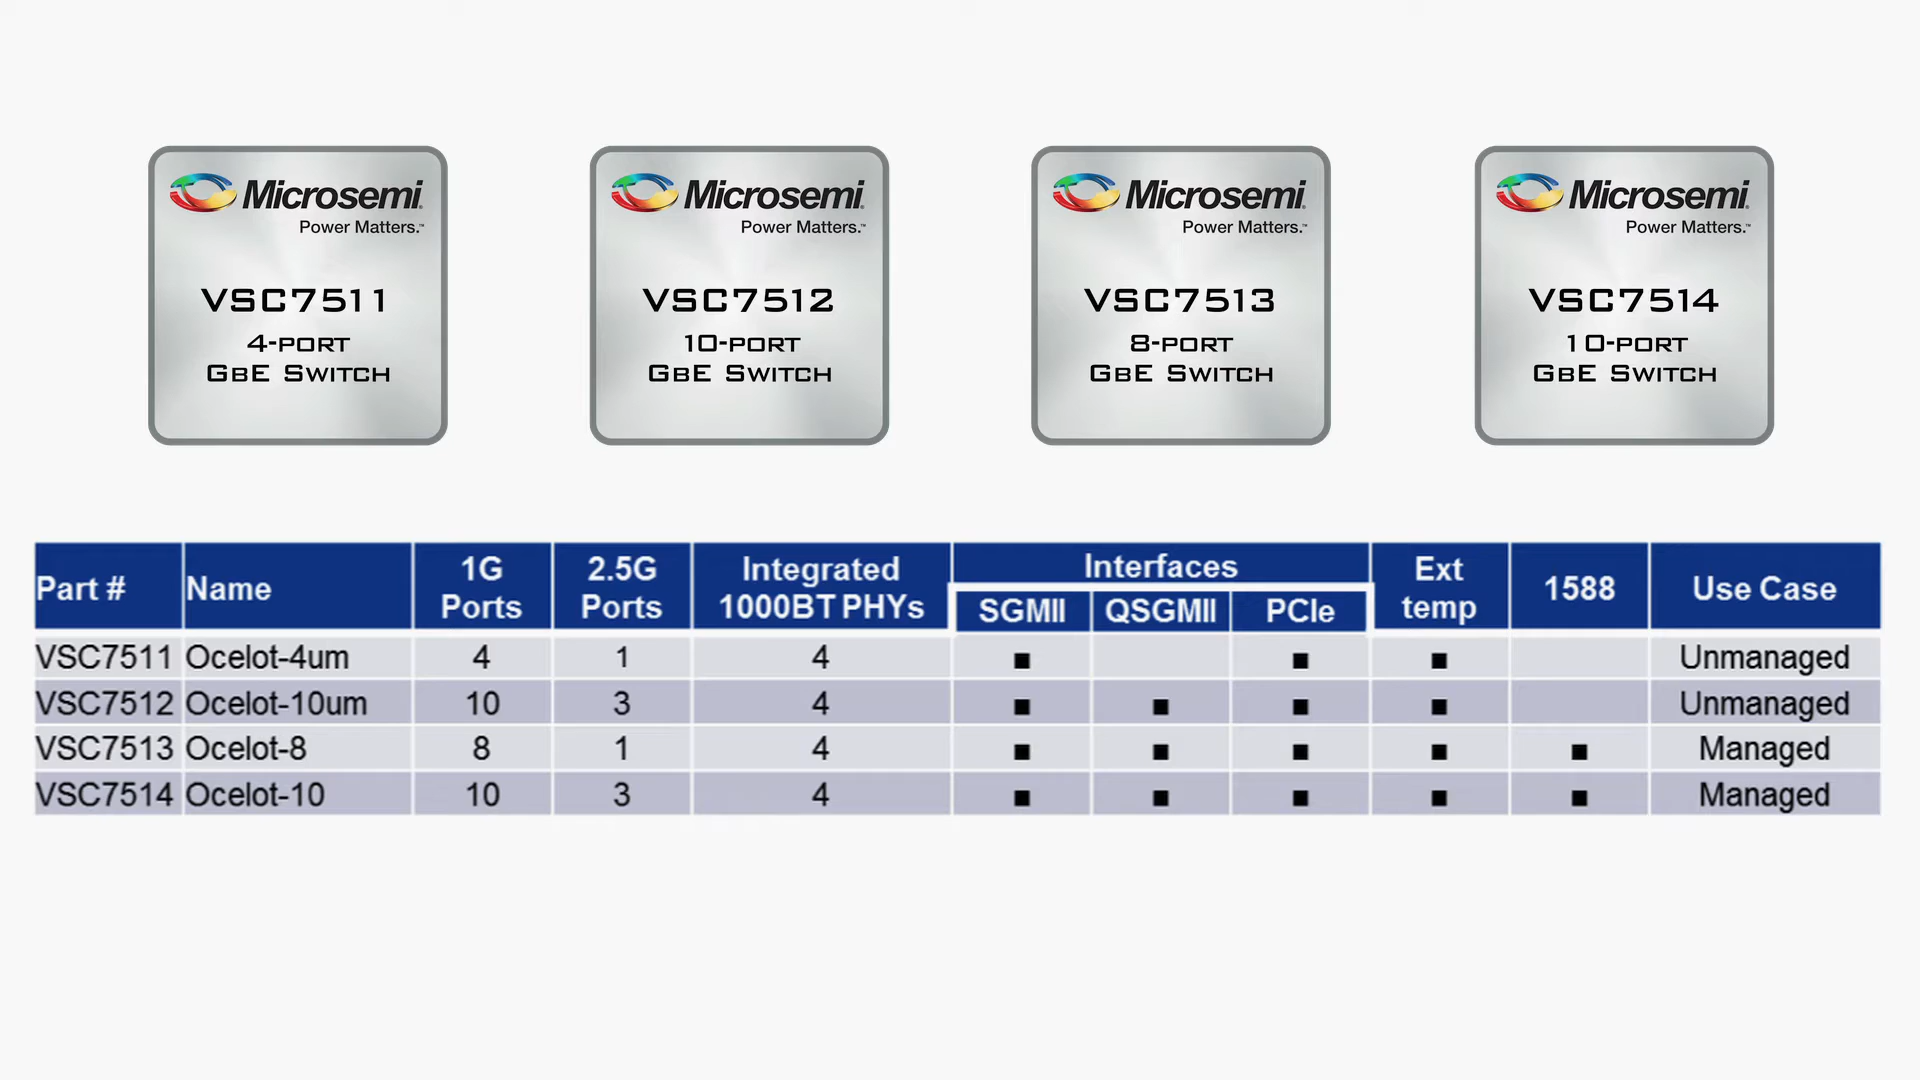 Microsemi
Power Matters.™
VSC7511
4-PORT
GBE SWITCH
Microsemi
Power Matters.™
VSC7512
10-PORT
GBE SWITCH
Microsemi
Power Matters.™
VSC7513
8-PORT
GBE SWITCH
Microsemi
Power Matters.™
VSC7514
10-PORT
GBE SWITCH
Part # Name 1G Ports 2.5G Ports Integrated 1000BT PHYs Interfaces Ext temp 1588 Use Case
SGMII QSGMII PCIe
VSC7511 Ocelot-4um 4 1 4 ■ ■ ■ Unmanaged
VSC7512 Ocelot-10um 10 3 4 ■ ■ ■ ■ Unmanaged
VSC7513 Ocelot-8 8 1 4 ■ ■ ■ ■ ■ Managed
VSC7514 Ocelot-10 10 3 4 ■ ■ ■ ■ ■ Managed